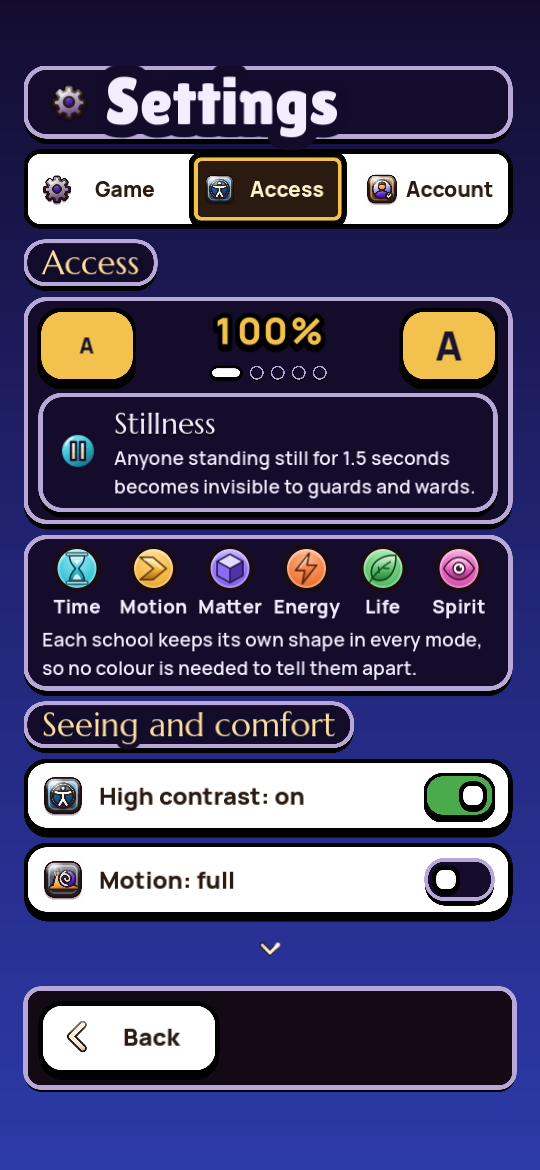 Settings
Game
Access
Account
Access
A
100%
A
Stillness
Anyone standing still for 1.5 seconds
becomes invisible to guards and wards.
Time
Motion
Matter
Energy
Life
Spirit
Each school keeps its own shape in every mode,
so no colour is needed to tell them apart.
Seeing and comfort
High contrast: on
Motion: full
Back